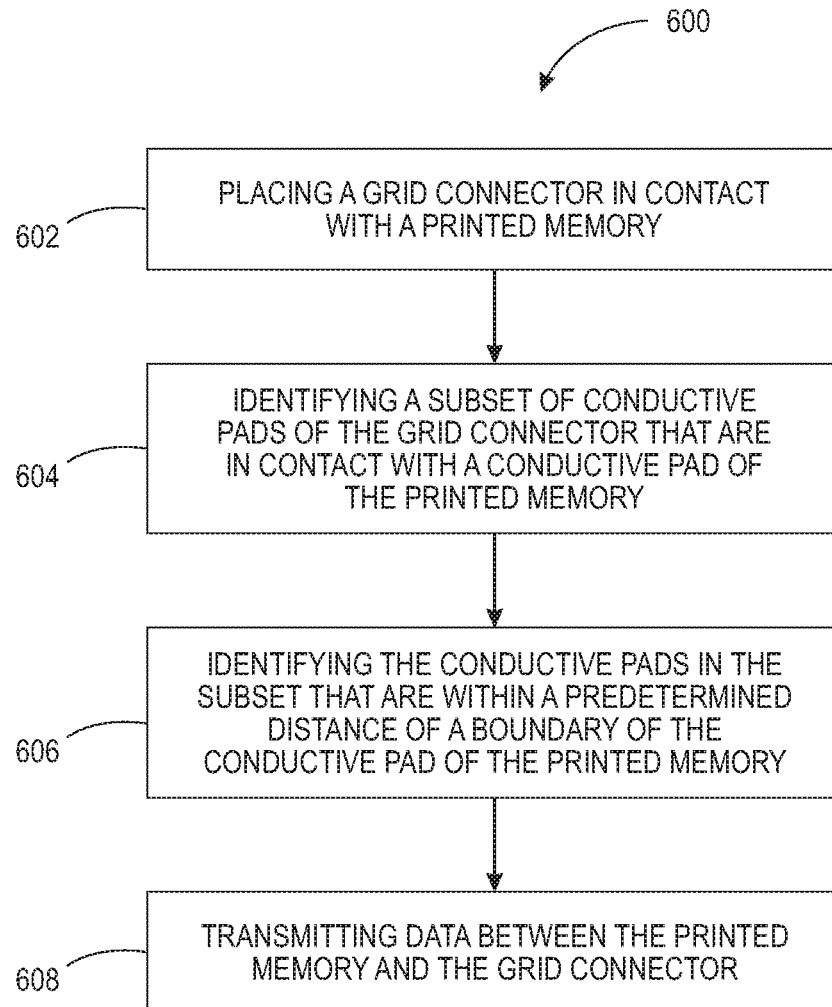 600
602
PLACING A GRID CONNECTOR IN CONTACT
WITH A PRINTED MEMORY
604
IDENTIFYING A SUBSET OF CONDUCTIVE
PADS OF THE GRID CONNECTOR THAT ARE
IN CONTACT WITH A CONDUCTIVE PAD OF
THE PRINTED MEMORY
606
IDENTIFYING THE CONDUCTIVE PADS IN THE
SUBSET THAT ARE WITHIN A PREDETERMINED
DISTANCE OF A BOUNDARY OF THE
CONDUCTIVE PAD OF THE PRINTED MEMORY
608
TRANSMITTING DATA BETWEEN THE PRINTED
MEMORY AND THE GRID CONNECTOR